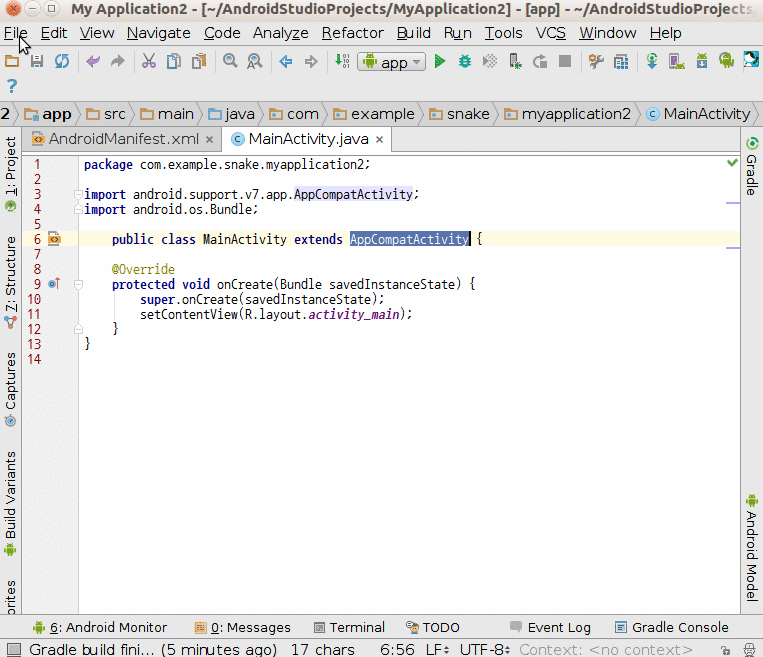 My Application2 - [~/AndroidStudioProjects/MyApplication2] - [app] - ~/AndroidStudioProjects/
File Edit View Navigate Code Analyze Refactor Build Run Tools VCS Window Help
app
?
2 app src main java com example snake myapplication2 MainActivity
AndroidManifest.xml × MainActivity.java ×
1 package com.example.snake.myapplication2;
2
3 import android.support.v7.app.AppCompatActivity;
4 import android.os.Bundle;
5
6 public class MainActivity extends AppCompatActivity {
7
8 @Override
9 protected void onCreate(Bundle savedInstanceState) {
10 super.onCreate(savedInstanceState);
11 setContentView(R.layout.activity_main);
12 }
13 }
14
1: Project
Z: Structure
Captures
Build Variants
orites
Gradle
Android Model
6: Android Monitor 0: Messages Terminal TODO Event Log Gradle Console
Gradle build fini... (5 minutes ago) 17 chars 6:56 LF UTF-8 Context: <no context>